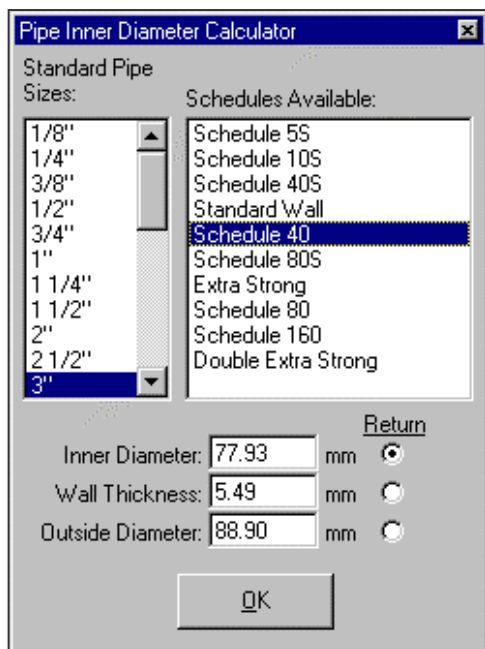 Pipe Inner Diameter Calculator
Standard Pipe
Sizes:
1/8"
1/4"
3/8"
1/2"
3/4"
1"
1 1/4"
1 1/2"
2"
2 1/2"
3"
Schedules Available:
Schedule 5S
Schedule 10S
Schedule 40S
Standard Wall
Schedule 40
Schedule 80S
Extra Strong
Schedule 80
Schedule 160
Double Extra Strong
Return
Inner Diameter: 77.93 mm
Wall Thickness: 5.49 mm
Outside Diameter: 88.90 mm
OK